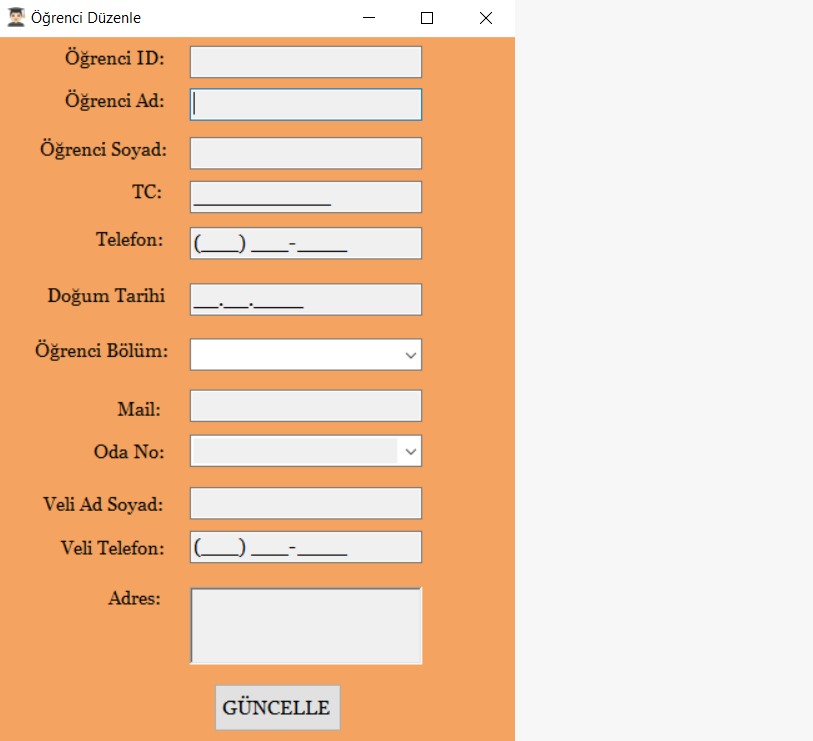 Öğrenci Düzenle
Öğrenci ID:
Öğrenci Ad:
Öğrenci Soyad:
TC: ___________
Telefon: (___) ___-____
Doğum Tarihi __.__.____
Öğrenci Bölüm:
Mail:
Oda No:
Veli Ad Soyad:
Veli Telefon: (___) ___-____
Adres:
GÜNCELLE